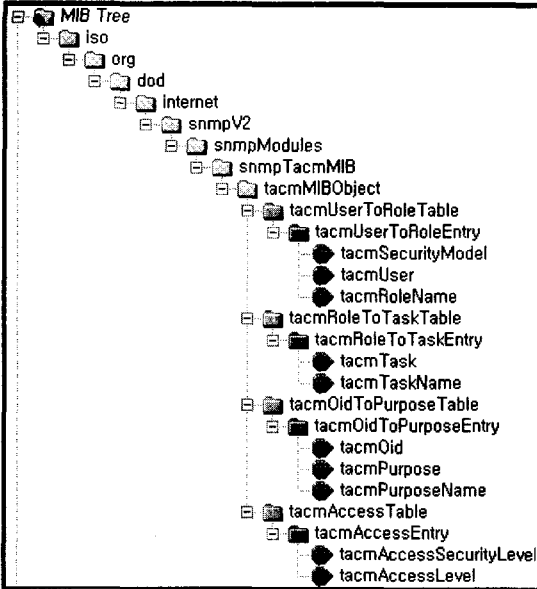 MIB Tree
iso
org
dod
internet
snmpV2
snmpModules
snmpTacmMIB
tacmMIBObject
tacmUserToRoleTable
tacmUserToRoleEntry
tacmSecurityModel
tacmUser
tacmRoleName
tacmRoleToTaskTable
tacmRoleToTaskEntry
tacmTask
tacmTaskName
tacmOidToPurposeTable
tacmOidToPurposeEntry
tacmOid
tacmPurpose
tacmPurposeName
tacmAccessTable
tacmAccessEntry
tacmAccessSecurityLevel
tacmAccessLevel